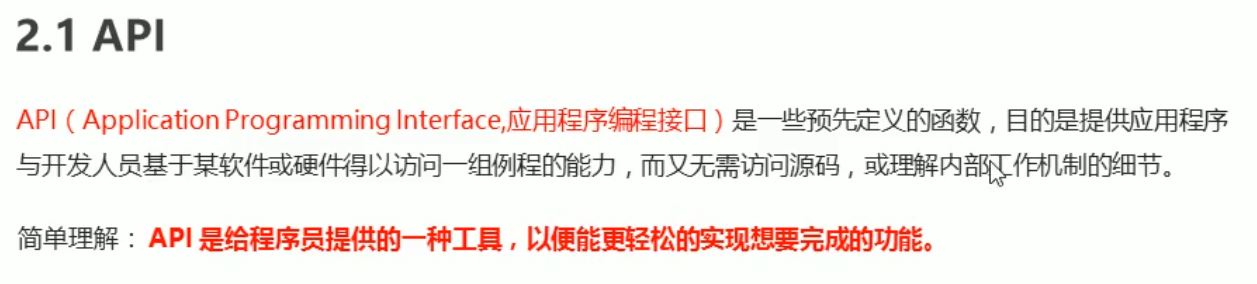 2.1 API
API（Application Programming Interface,应用程序编程接口）是一些预先定义的函数，目的是提供应用程序
与开发人员基于某软件或硬件得以访问一组例程的能力，而又无需访问源码，或理解内部工作机制的细节。
简单理解：API 是给程序员提供的一种工具，以便能更轻松的实现想要完成的功能。